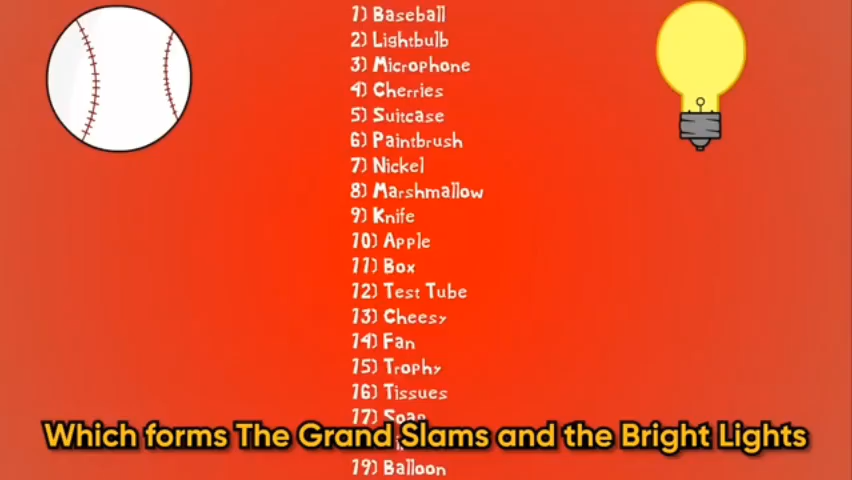 1) Baseball
2) Lightbulb
3) Microphone
4) Cherries
5) Suitcase
6) Paintbrush
7) Nickel
8) Marshmallow
9) Knife
10) Apple
11) Box
12) Test Tube
13) Cheesy
14) Fan
15) Trophy
16) Tissues
17) Soap
Which forms The Grand Slams and the Bright Lights
19) Balloon